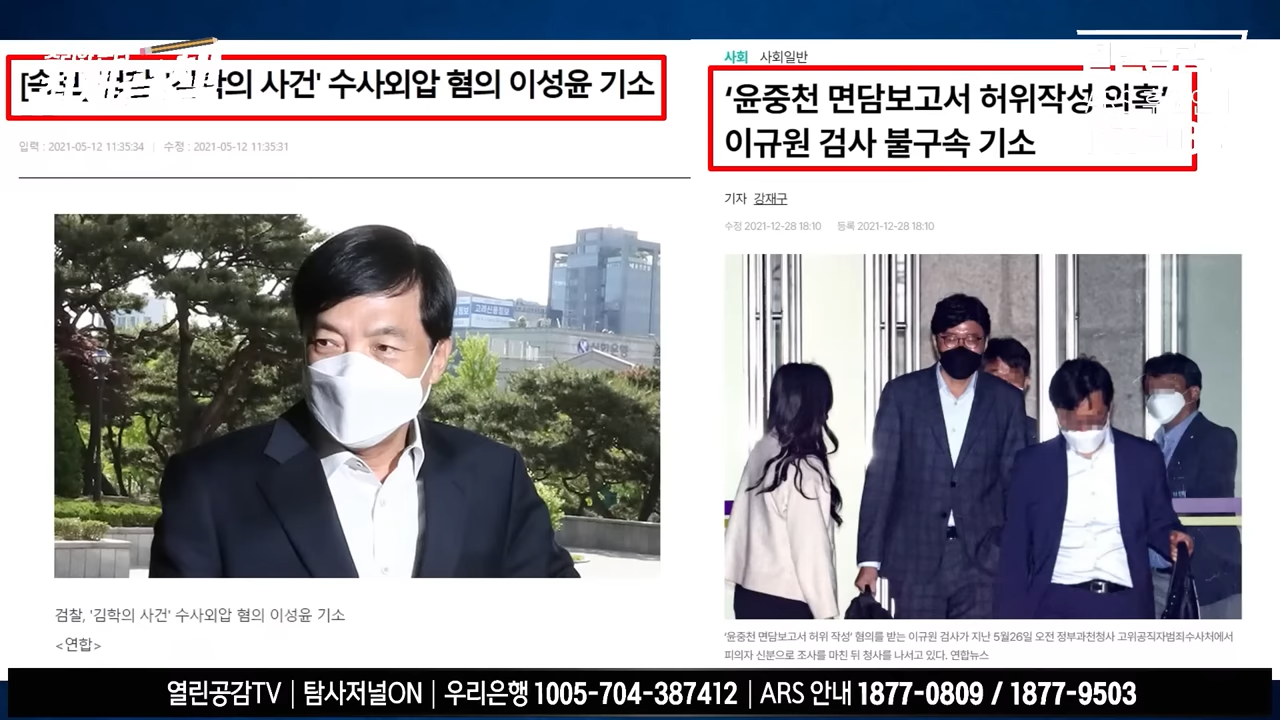 '김학의 사건' 수사외압 혐의 이성윤 기소
입력 : 2021-05-12 11:35:34 | 수정 : 2021-05-12 11:35:31
검찰, '김학의 사건' 수사외압 혐의 이성윤 기소
<연합>
사회 사회일반
‘윤중천 면담보고서 허위작성 의혹’
이규원 검사 불구속 기소
기자 강재구
수정 2021-12-28 18:10 등록 2021-12-28 18:10
‘윤중천 면담보고서 허위 작성’ 혐의를 받는 이규원 검사가 지난 5월26일 오전 정부과천청사 고위공직자범죄수사처에서
피의자 신분으로 조사를 마친 뒤 청사를 나서고 있다. 연합뉴스
열린공감TV | 탐사저널ON | 우리은행 1005-704-387412 | ARS 안내 1877-0809 / 1877-9503